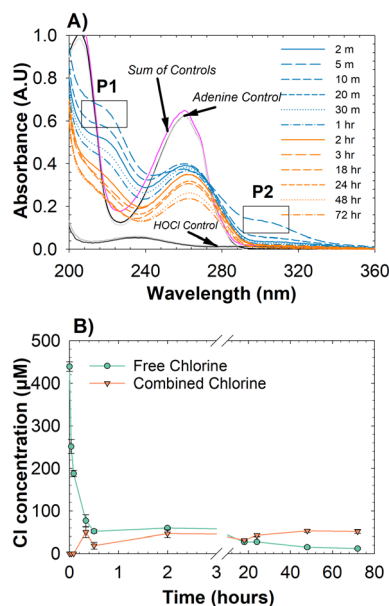 A)
P1
Sum of Controls
Adenine Control
P2
HOCl Control
2 m
5 m
10 m
20 m
30 m
1 hr
2 hr
3 hr
18 hr
24 hr
48 hr
72 hr
Absorbance (A.U)
1.0
0.8
0.6
0.4
0.2
0.0
200 240 280 320 360
Wavelength (nm)
B)
Free Chlorine
Combined Chlorine
Cl concentration (µM)
500
400
300
200
100
0
0 1 2 3 20 40 60 80
Time (hours)